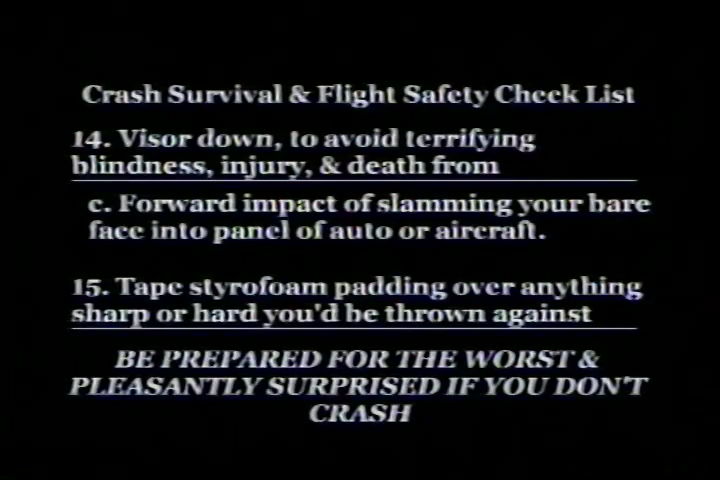 Crash Survival & Flight Safety Check List
14. Visor down, to avoid terrifying
blindness, injury, & death from
c. Forward impact of slamming your bare
face into panel of auto or aircraft.
15. Tape styrofoam padding over anything
sharp or hard you'd be thrown against
BE PREPARED FOR THE WORST &
PLEASANTLY SURPRISED IF YOU DON'T
CRASH